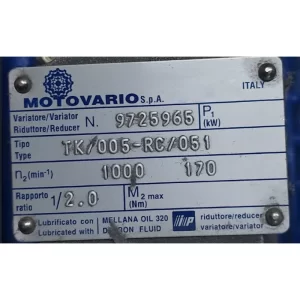 MOTOVARIO S.p.A. ITALY
Variatore/Variator
Riduttore/Reducer N. 9725965 P1 (kW)
Tipo
Type TK/005-RC/051
n2(min-1) 1000 170
Rapporto
ratio 1/2.0 M2 max (Nm)
Lubrificato con MELLANA OIL 320 riduttore/reducer
Lubricated with FLUID variatore/variator